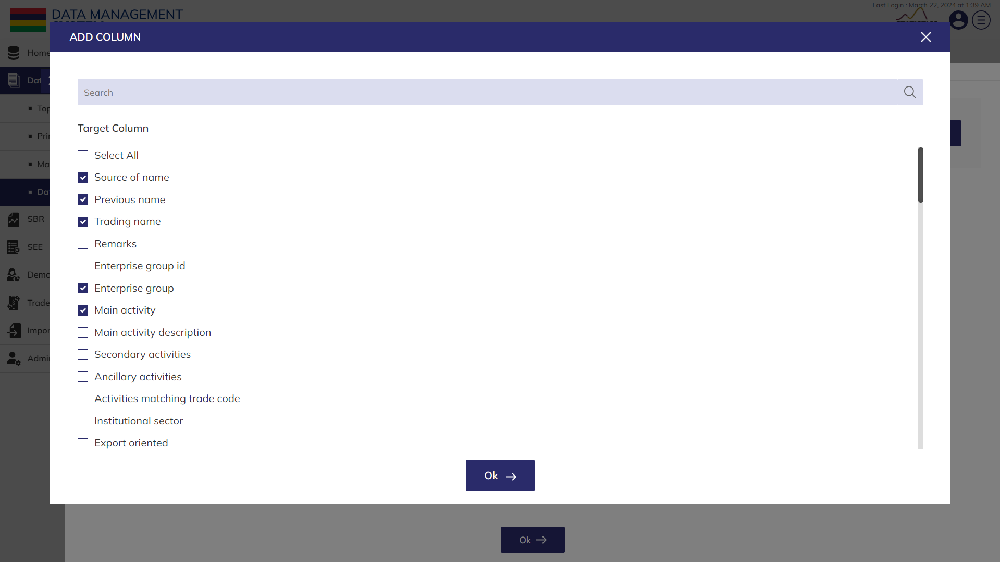 Last Login : March 22, 2024 at 1:39 AM
DATA MANAGEMENT
ADD COLUMN
Home
Dat
Top
Prin
Ma
Dat
SBR
SEE
Demo
Trade
Impor
Admin
Search
Target Column
Select All
Source of name
Previous name
Trading name
Remarks
Enterprise group id
Enterprise group
Main activity
Main activity description
Secondary activities
Ancillary activities
Activities matching trade code
Institutional sector
Export oriented
Ok
Ok